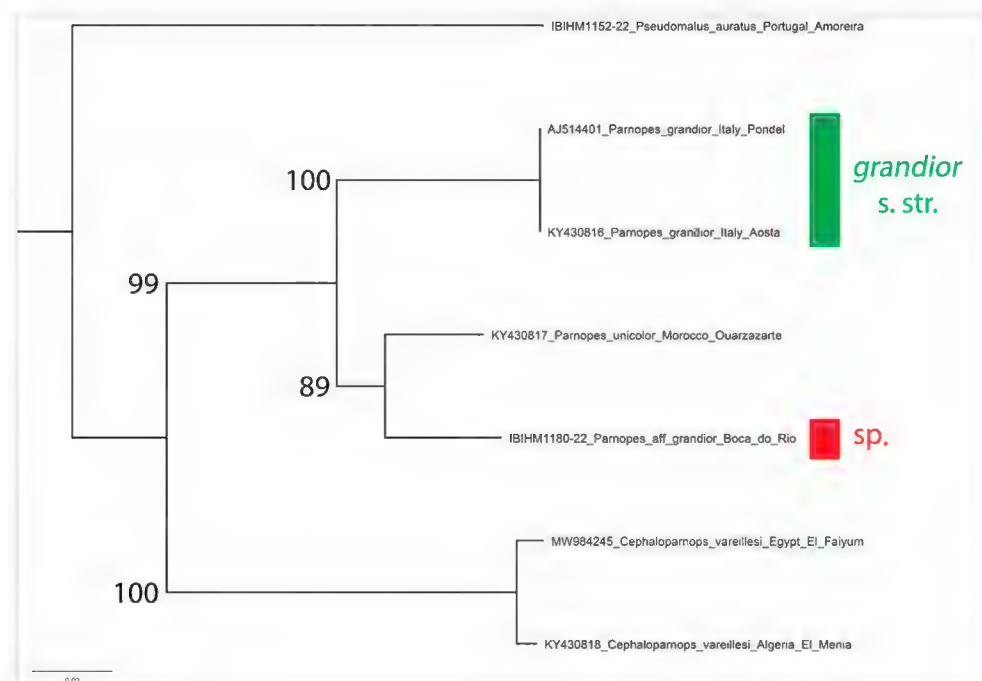 IBIHM1152-22_Pseudomalus_auratus_Portugal_Amoreira
AJ514401_Parnopes_grandior_Italy_Pondel
100
grandior
s. str.
KY430816_Parnopes_grandior_Italy_Aosta
99
KY430817_Parnopes_unicolor_Morocco_Ouarzazarte
89
IBIHM1180-22_Parnopes_aff_grandior_Boca_do_Rio
sp.
MW984245_Cephaloparnops_vareillesi_Egypt_El_Faiyum
100
KY430818_Cephaloparnops_vareillesi_Algeria_El_Menia